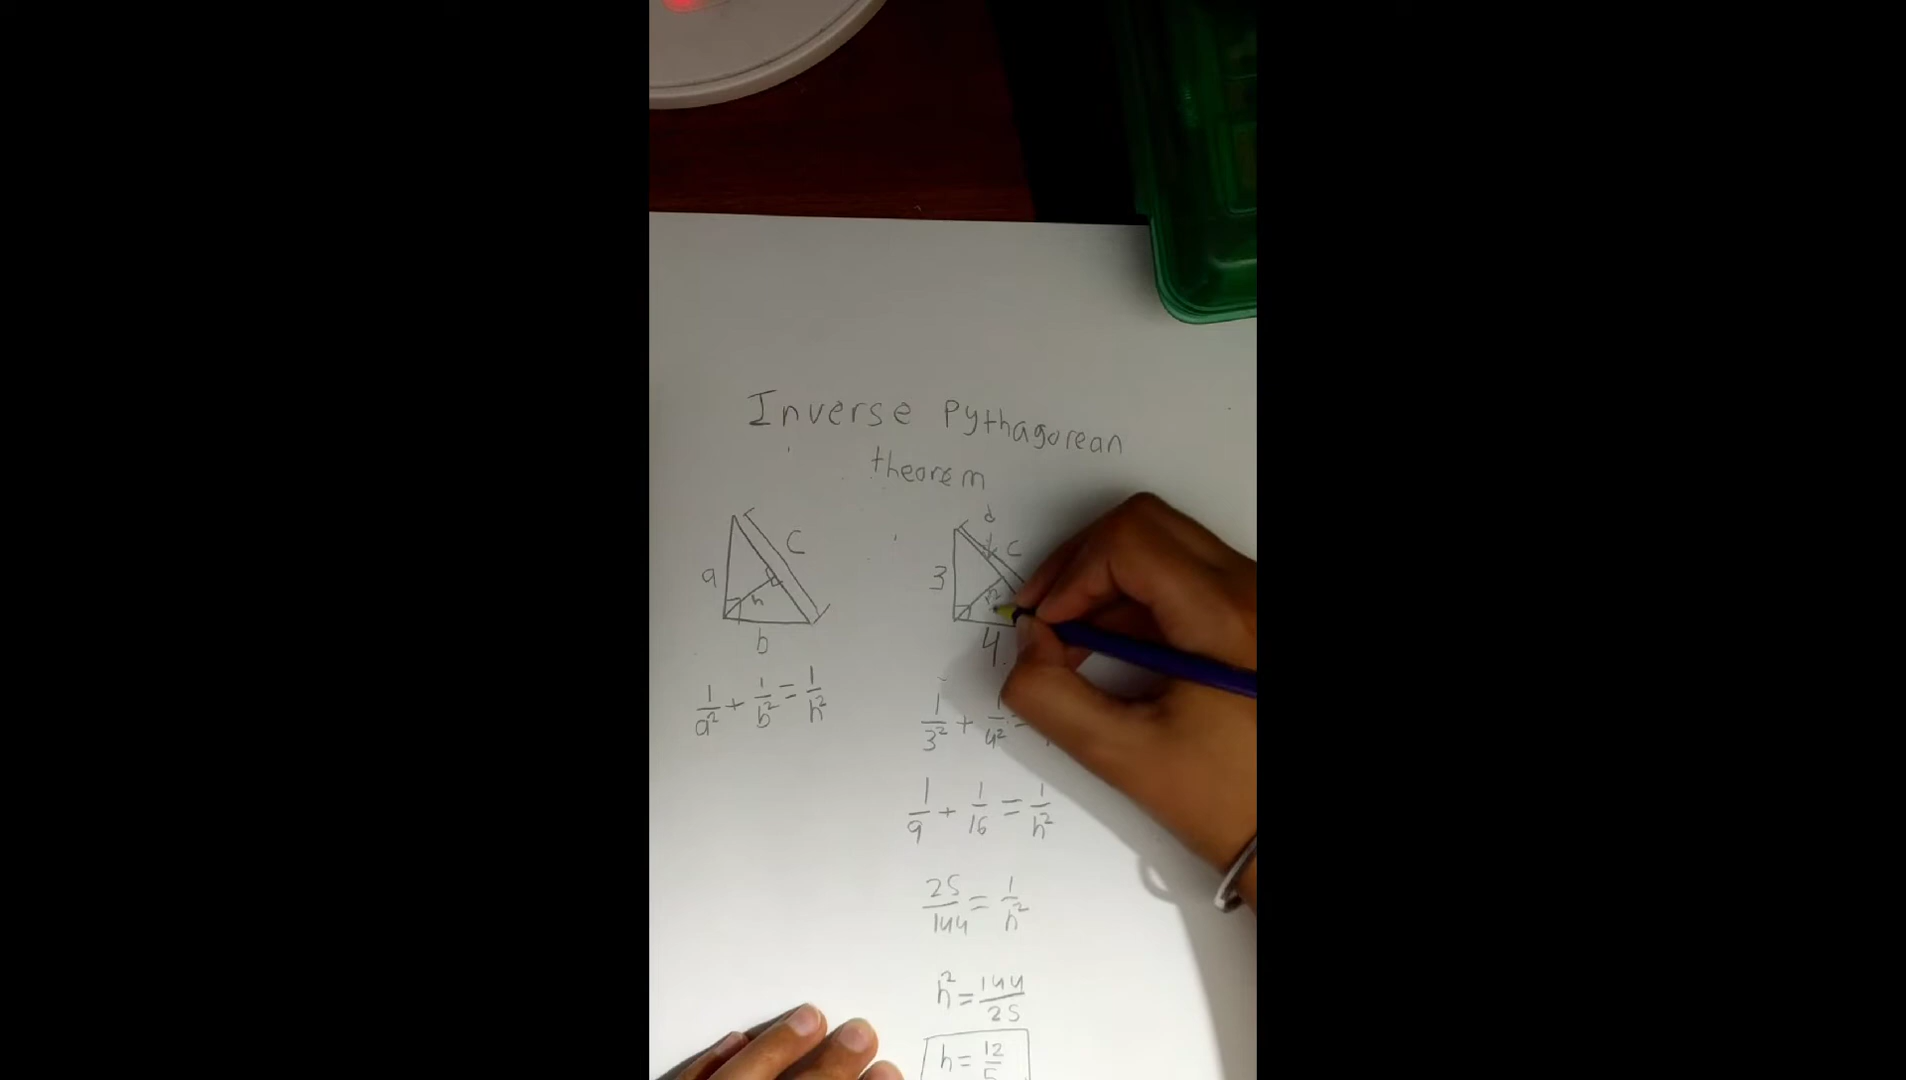 Inverse Pythagorean
theorem
a
h
C
b
1/a² + 1/b² = 1/h²
d
C
3
4
1/3² + 1/4² =
1/9 + 1/16 = 1/h²
25/144 = 1/h²
h² = 144/25
h = 12/5